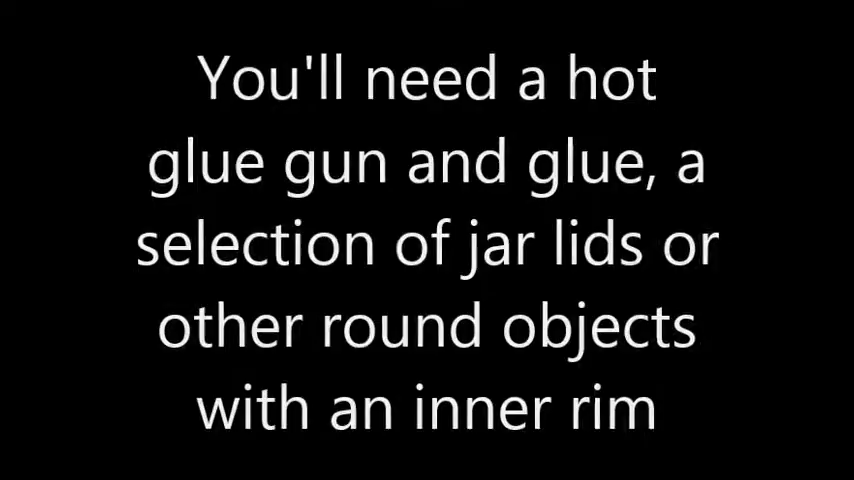 You'll need a hot
glue gun and glue, a
selection of jar lids or
other round objects
with an inner rim